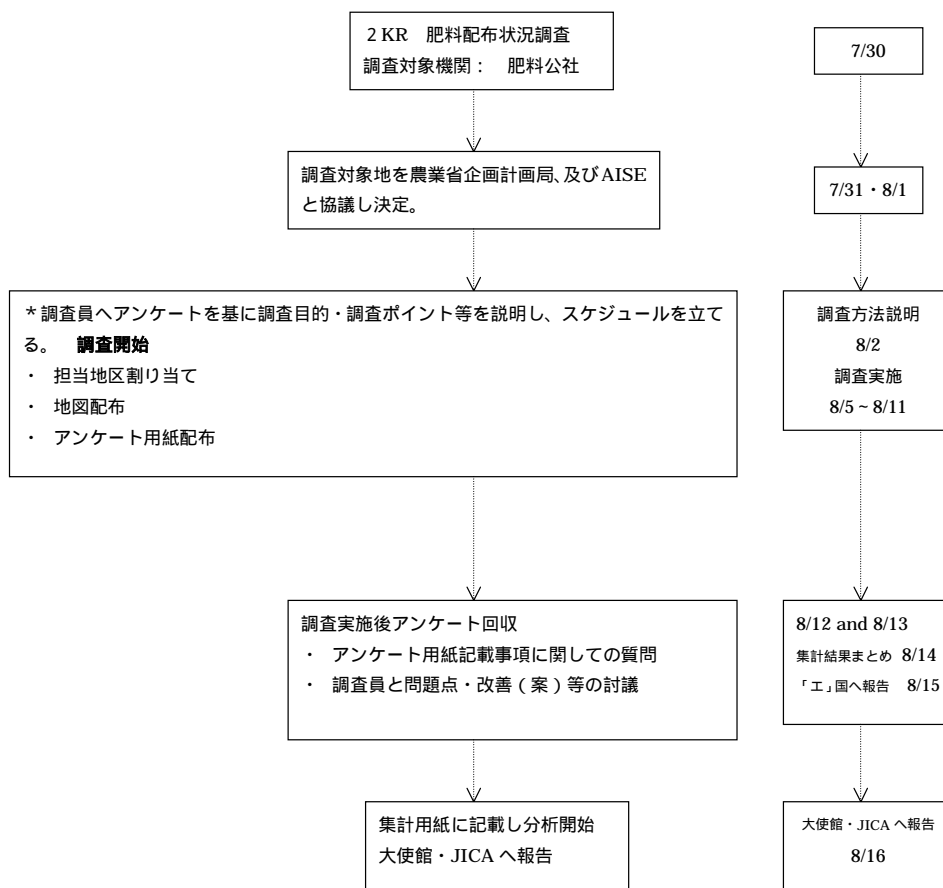 ２KR　肥料配布状況調査
調査対象機関：　肥料公社
7/30
調査対象地を農業省企画計画局､及びAISE
と協議し決定。
7/31・8/1
＊調査員へアンケートを基に調査目的・調査ポイント等を説明し、スケジュールを立て
る。　調査開始
・　担当地区割り当て
・　地図配布
・　アンケート用紙配布
調査方法説明
8/2
調査実施
8/5～8/11
調査実施後アンケート回収
・　アンケート用紙記載事項に関しての質問
・　調査員と問題点・改善（案）等の討議
8/12 and 8/13
集計結果まとめ 8/14
｢エ｣国へ報告　8/15
集計用紙に記載し分析開始
大使館・JICAへ報告
大使館・JICAへ報告
8/16